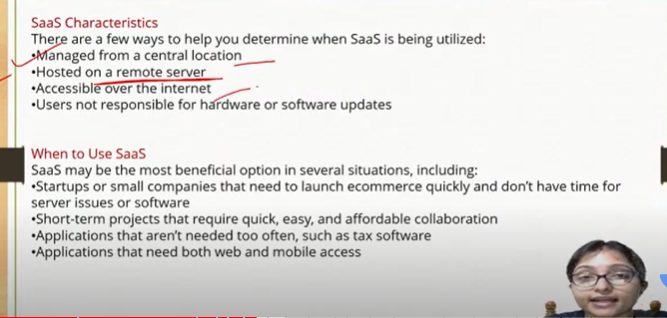 SaaS Characteristics
There are a few ways to help you determine when SaaS is being utilized:
•Managed from a central location
•Hosted on a remote server
•Accessible over the internet
•Users not responsible for hardware or software updates
When to Use SaaS
SaaS may be the most beneficial option in several situations, including:
•Startups or small companies that need to launch ecommerce quickly and don’t have time for
server issues or software
•Short-term projects that require quick, easy, and affordable collaboration
•Applications that aren’t needed too often, such as tax software
•Applications that need both web and mobile access